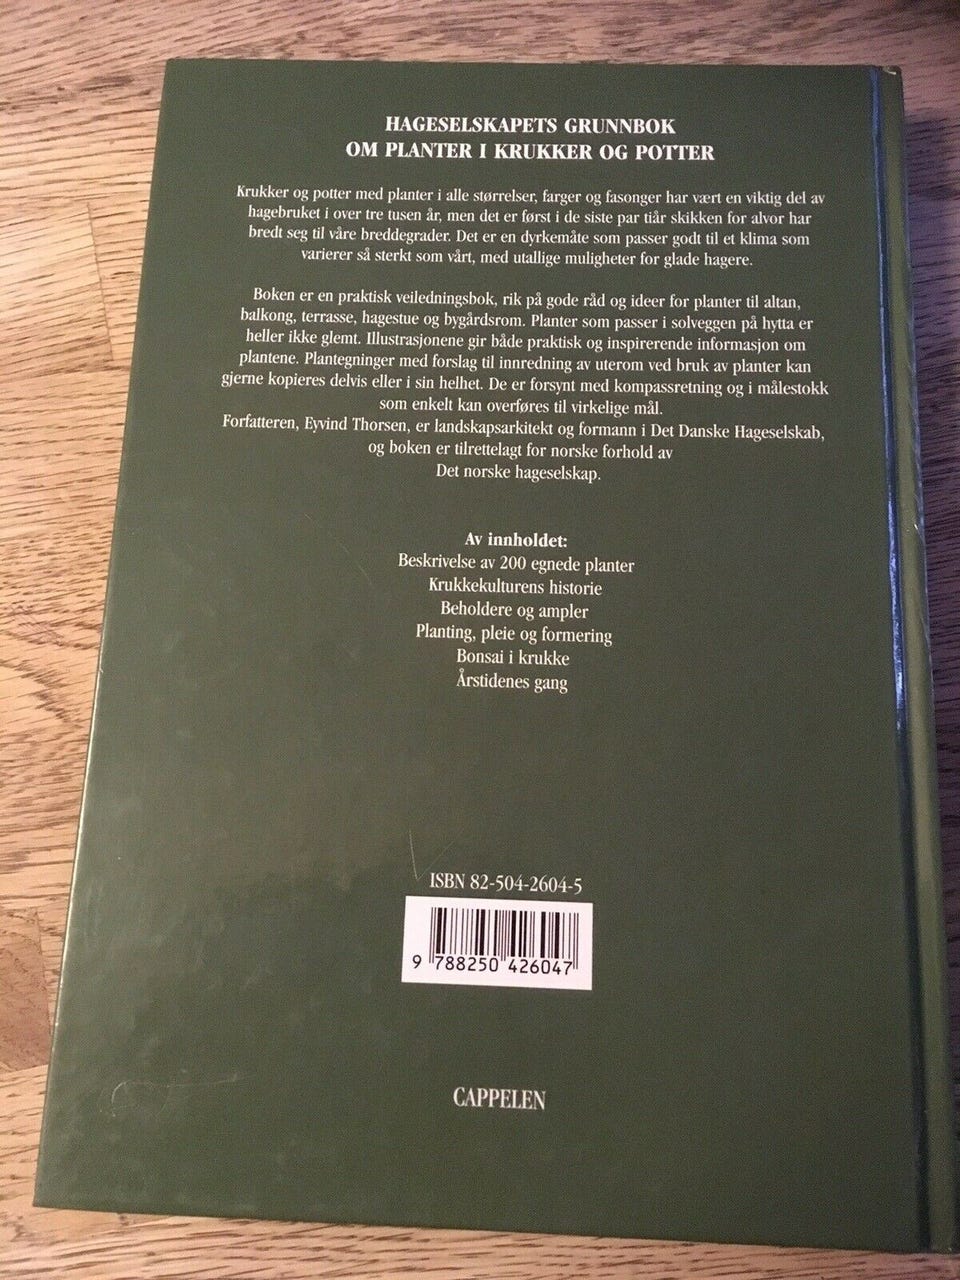 HAGESELSKAPETS GRUNNBOK
OM PLANTER I KRUKKER OG POTTER
Krukker og potter med planter i alle størrelser, farger og fasonger har vært en viktig del av
hagebruket i over tre tusen år, men det er først i de siste par tiår skikken for alvor har
bredt seg til våre breddegrader. Det er en dyrkemåte som passer godt til et klima som
varierer så sterkt som vårt, med utallige muligheter for glade hagere.
Boken er en praktisk veiledningsbok, rik på gode råd og ideer for planter til altan,
balkong, terrasse, hagestue og bygårdsrom. Planter som passer i solveggen på hytta er
heller ikke glemt. Illustrasjonene gir både praktisk og inspirerende informasjon om
plantene. Plantegninger med forslag til innredning av uterom ved bruk av planter kan
gjerne kopieres delvis eller i sin helhet. De er forsynt med kompassretning og i målestokk
som enkelt kan overføres til virkelige mål.
Forfatteren, Eyvind Thorsen, er landskapsarkitekt og formann i Det Danske Hageselskab,
og boken er tilrettelagt for norske forhold av
Det norske hageselskap.
Av innholdet:
Beskrivelse av 200 egnede planter
Krukkekulturens historie
Beholdere og ampler
Planting, pleie og formering
Bonsai i krukke
Årstidenes gang
ISBN 82-504-2604-5
9 788250 426047
CAPPELEN